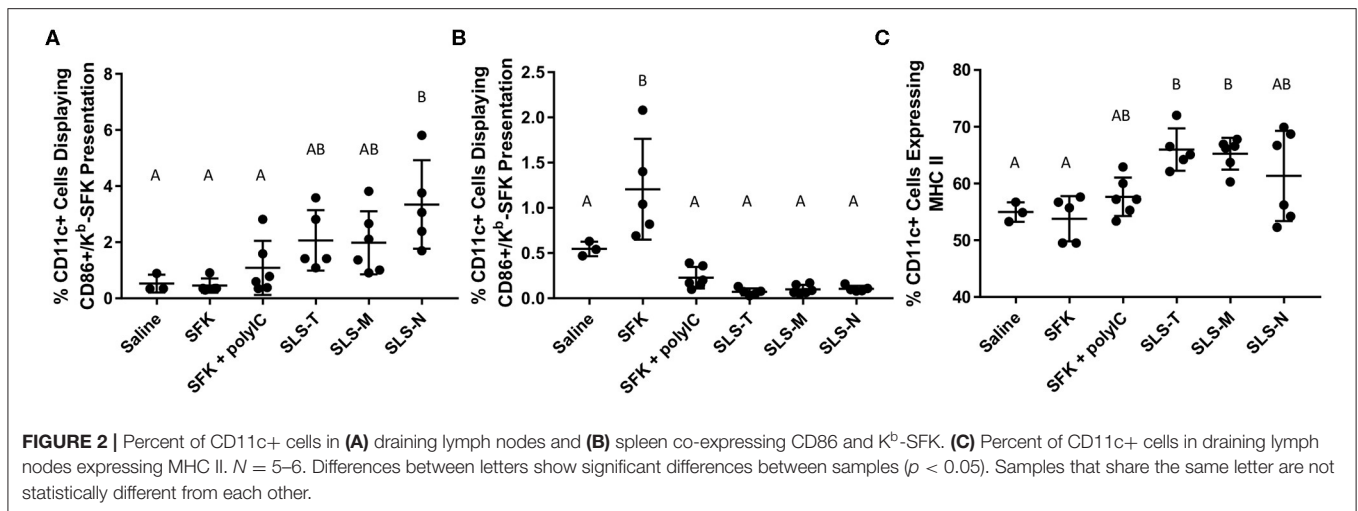 A
% CD11c+ Cells Displaying
CD86+/Kb-SFK Presentation
8
6
4
2
0
A
A
A
AB
AB
B
Saline
SFK
SFK + polyIC
SLS-T
SLS-M
SLS-N
B
% CD11c+ Cells Displaying
CD86+/Kb-SFK Presentation
2.5
2.0
1.5
1.0
0.5
0.0
A
B
A
A
A
A
Saline
SFK
SFK + polyIC
SLS-T
SLS-M
SLS-N
C
% CD11c+ Cells Expressing
MHC II
80
70
60
50
40
A
A
AB
B
B
AB
Saline
SFK
SFK + polyIC
SLS-T
SLS-M
SLS-N
FIGURE 2 | Percent of CD11c+ cells in (A) draining lymph nodes and (B) spleen co-expressing CD86 and Kb-SFK. (C) Percent of CD11c+ cells in draining lymph
nodes expressing MHC II. N = 5–6. Differences between letters show significant differences between samples (p < 0.05). Samples that share the same letter are not
statistically different from each other.